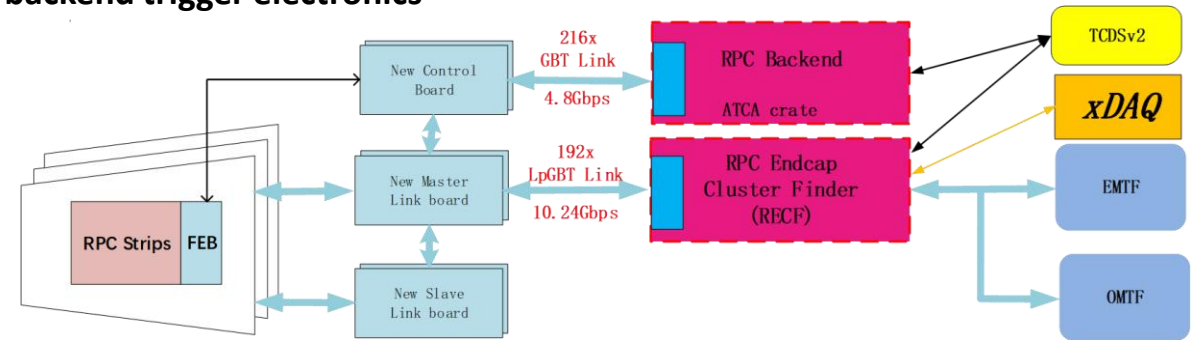 backend trigger electronics
New Control
Board
216x
GBT Link
4.8Gbps
RPC Backend
ATCA crate
TCDSv2
xDAQ
New Master
Link board
192x
LpGBT Link
10.24Gbps
RPC Endcap
Cluster Finder
(RECF)
EMTF
RPC Strips
FEB
New Slave
Link board
OMTF